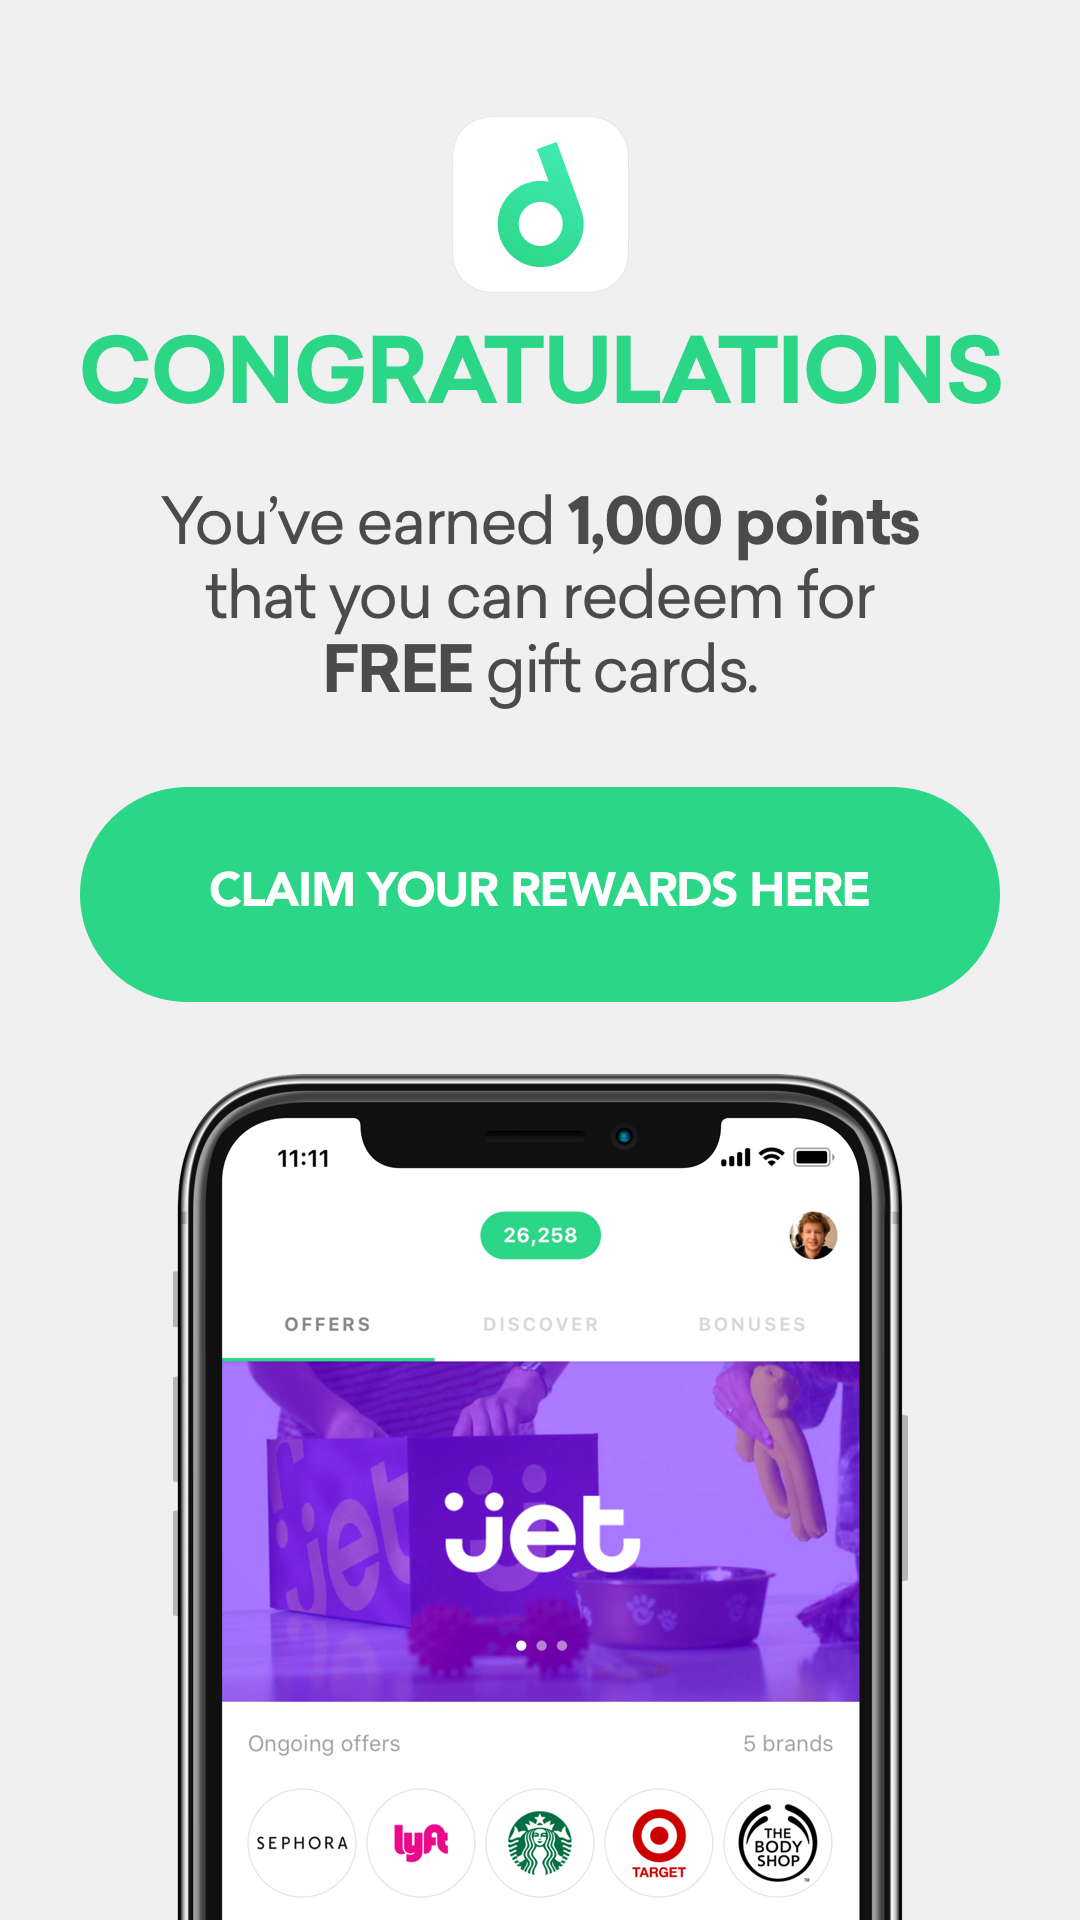 d
CONGRATULATIONS
You’ve earned 1,000 points
that you can redeem for
FREE gift cards.
CLAIM YOUR REWARDS HERE
11:11
26,258
OFFERS DISCOVER BONUSES
jet
jet
Ongoing offers 5 brands
SEPHORA
lyft
TARGET
THE
BODY
SHOP
TM